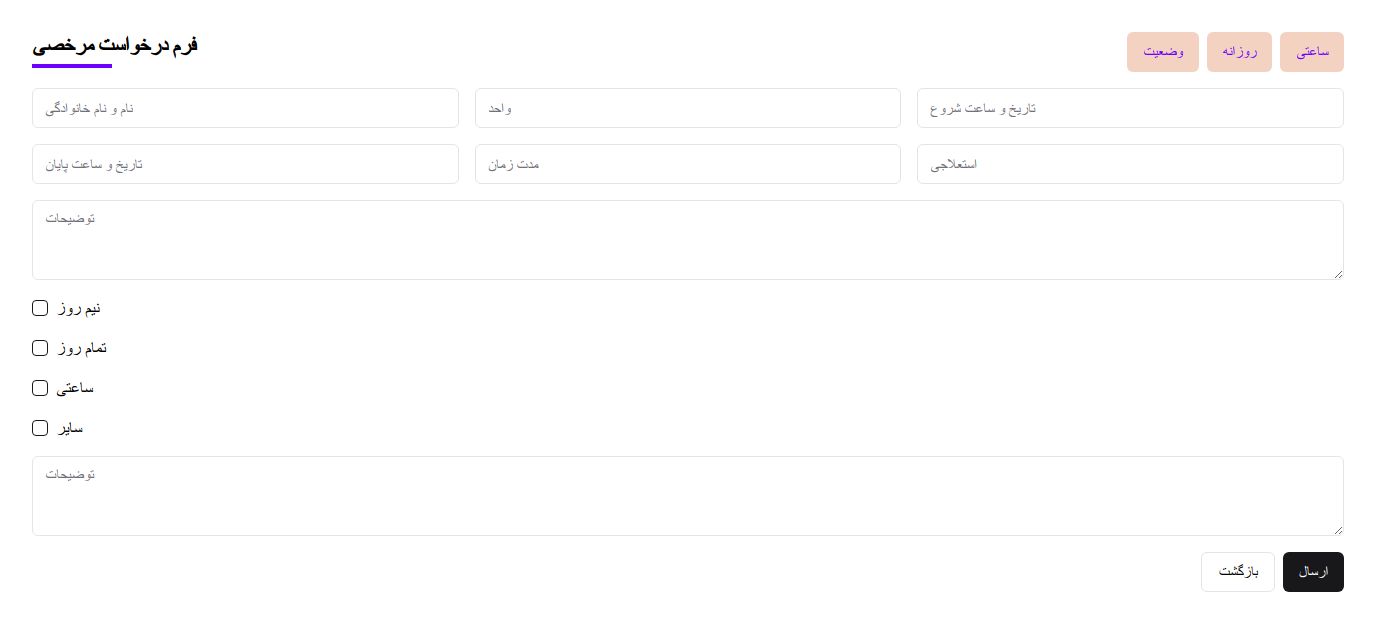 فرم درخواست مرخصی
ساعتی
روزانه
وضعیت
نام و نام خانوادگی
واحد
تاریخ و ساعت شروع
تاریخ و ساعت پایان
مدت زمان
استعلاجی
توضیحات
نیم روز
تمام روز
ساعتی
سایر
توضیحات
بازگشت
ارسال